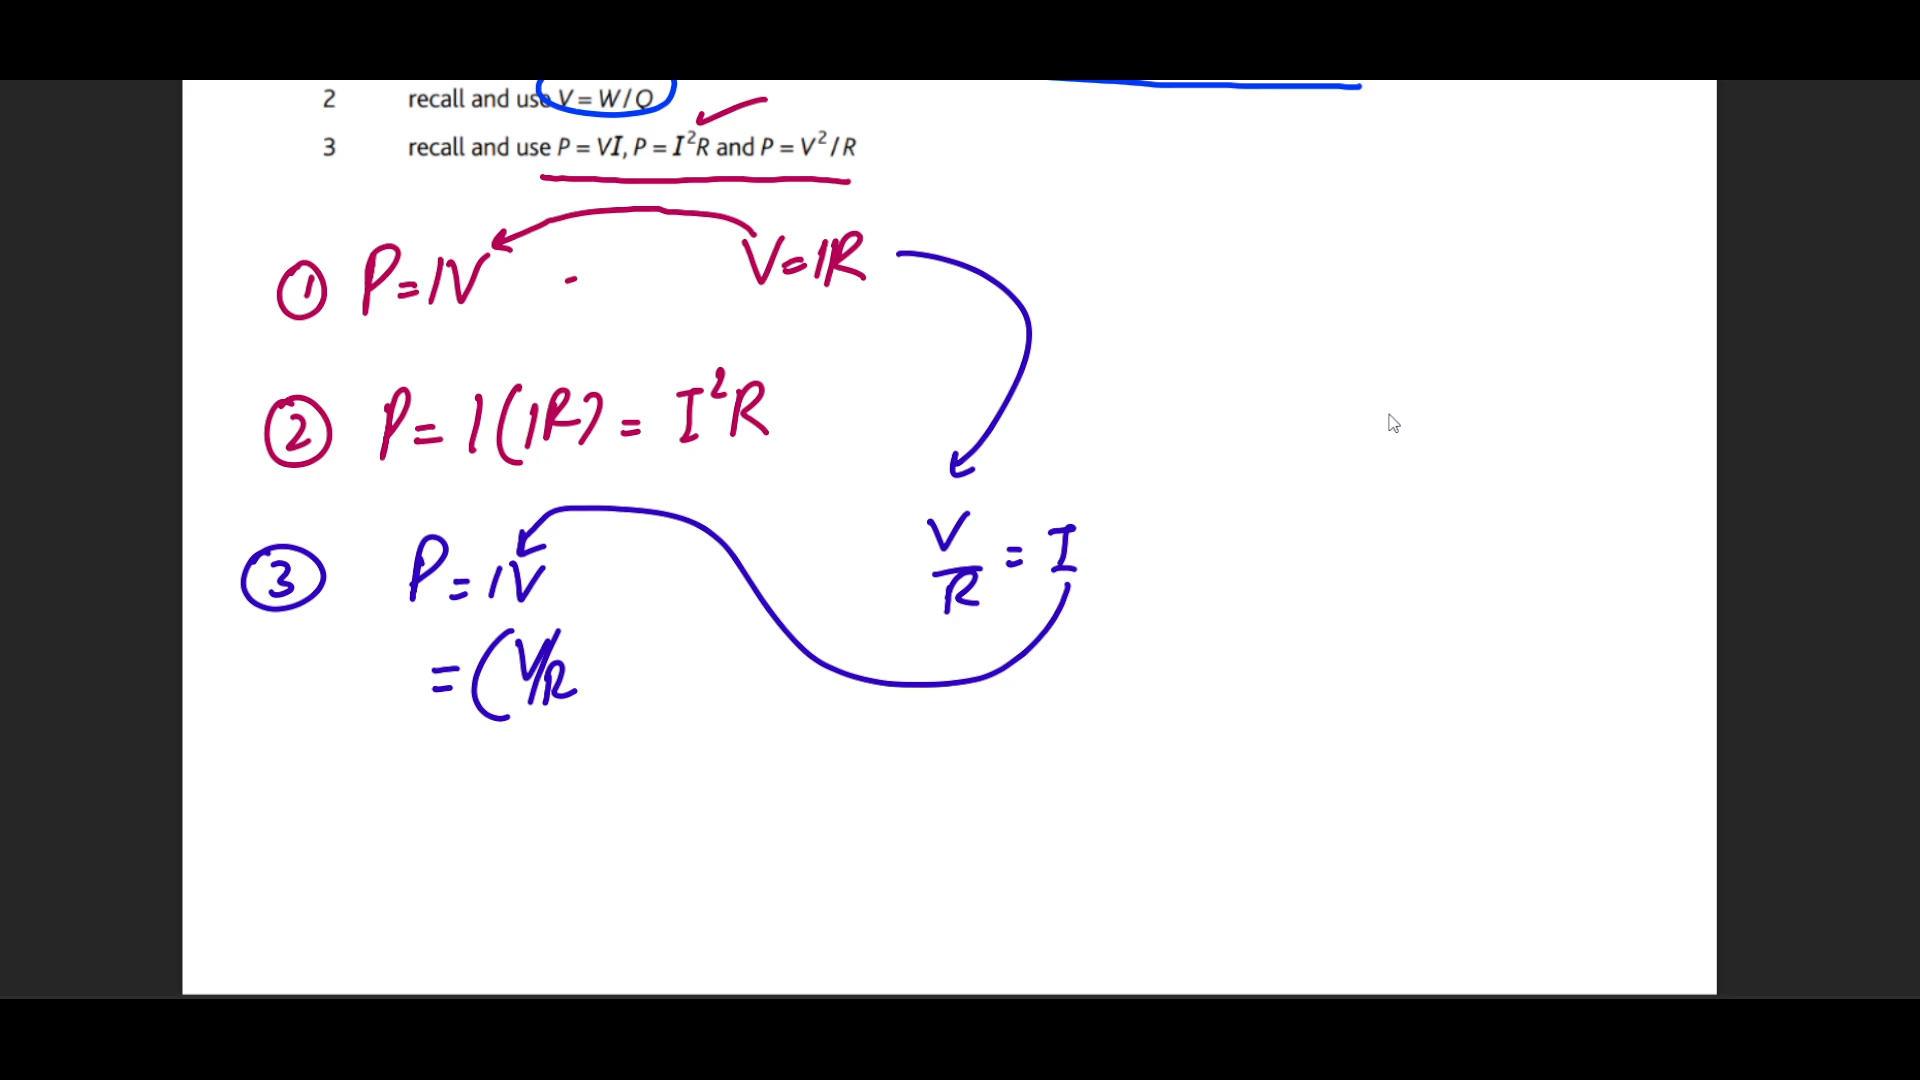 2 recall and use V = W / Q
3 recall and use P = VI, P = I²R and P = V² / R
① P = IV V = IR
② P = I (IR) = I²R
③ P = IV V/R = I
= (V/R